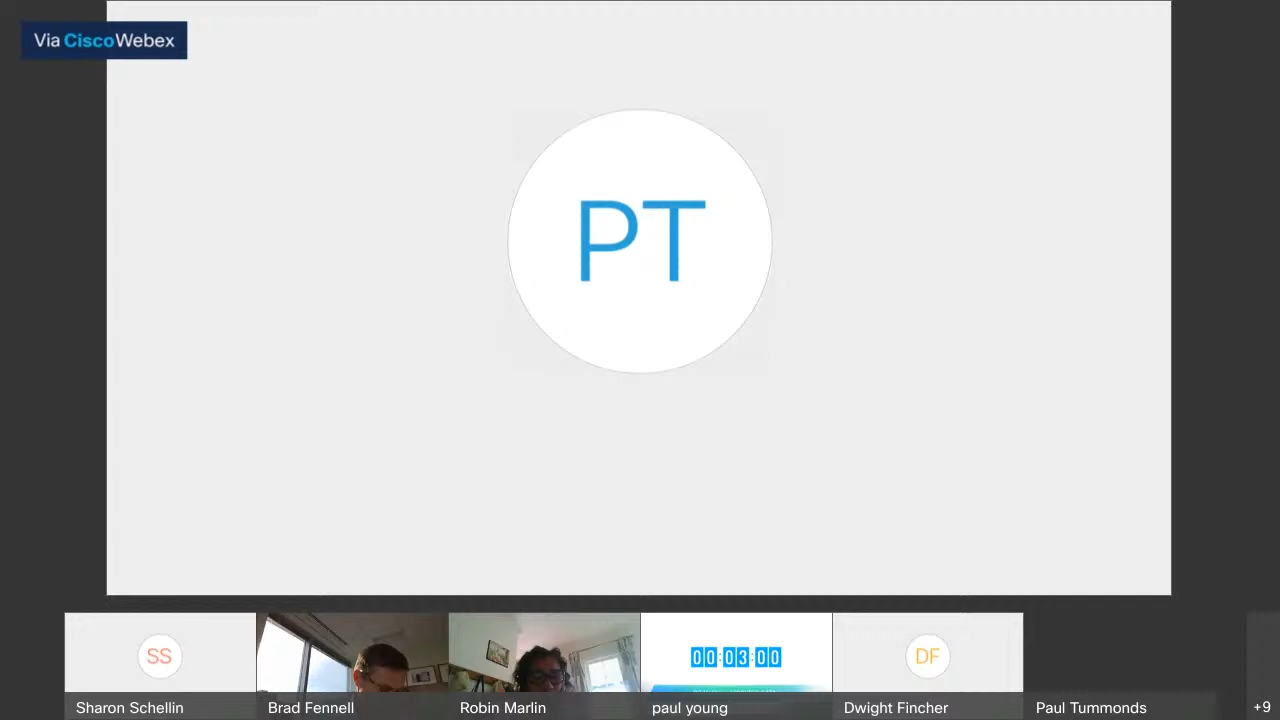 Via CiscoWebex
PT
SS
00:03:00
DF
Sharon Schellin
Brad Fennell
Robin Marlin
paul young
Dwight Fincher
Paul Tummonds
+9